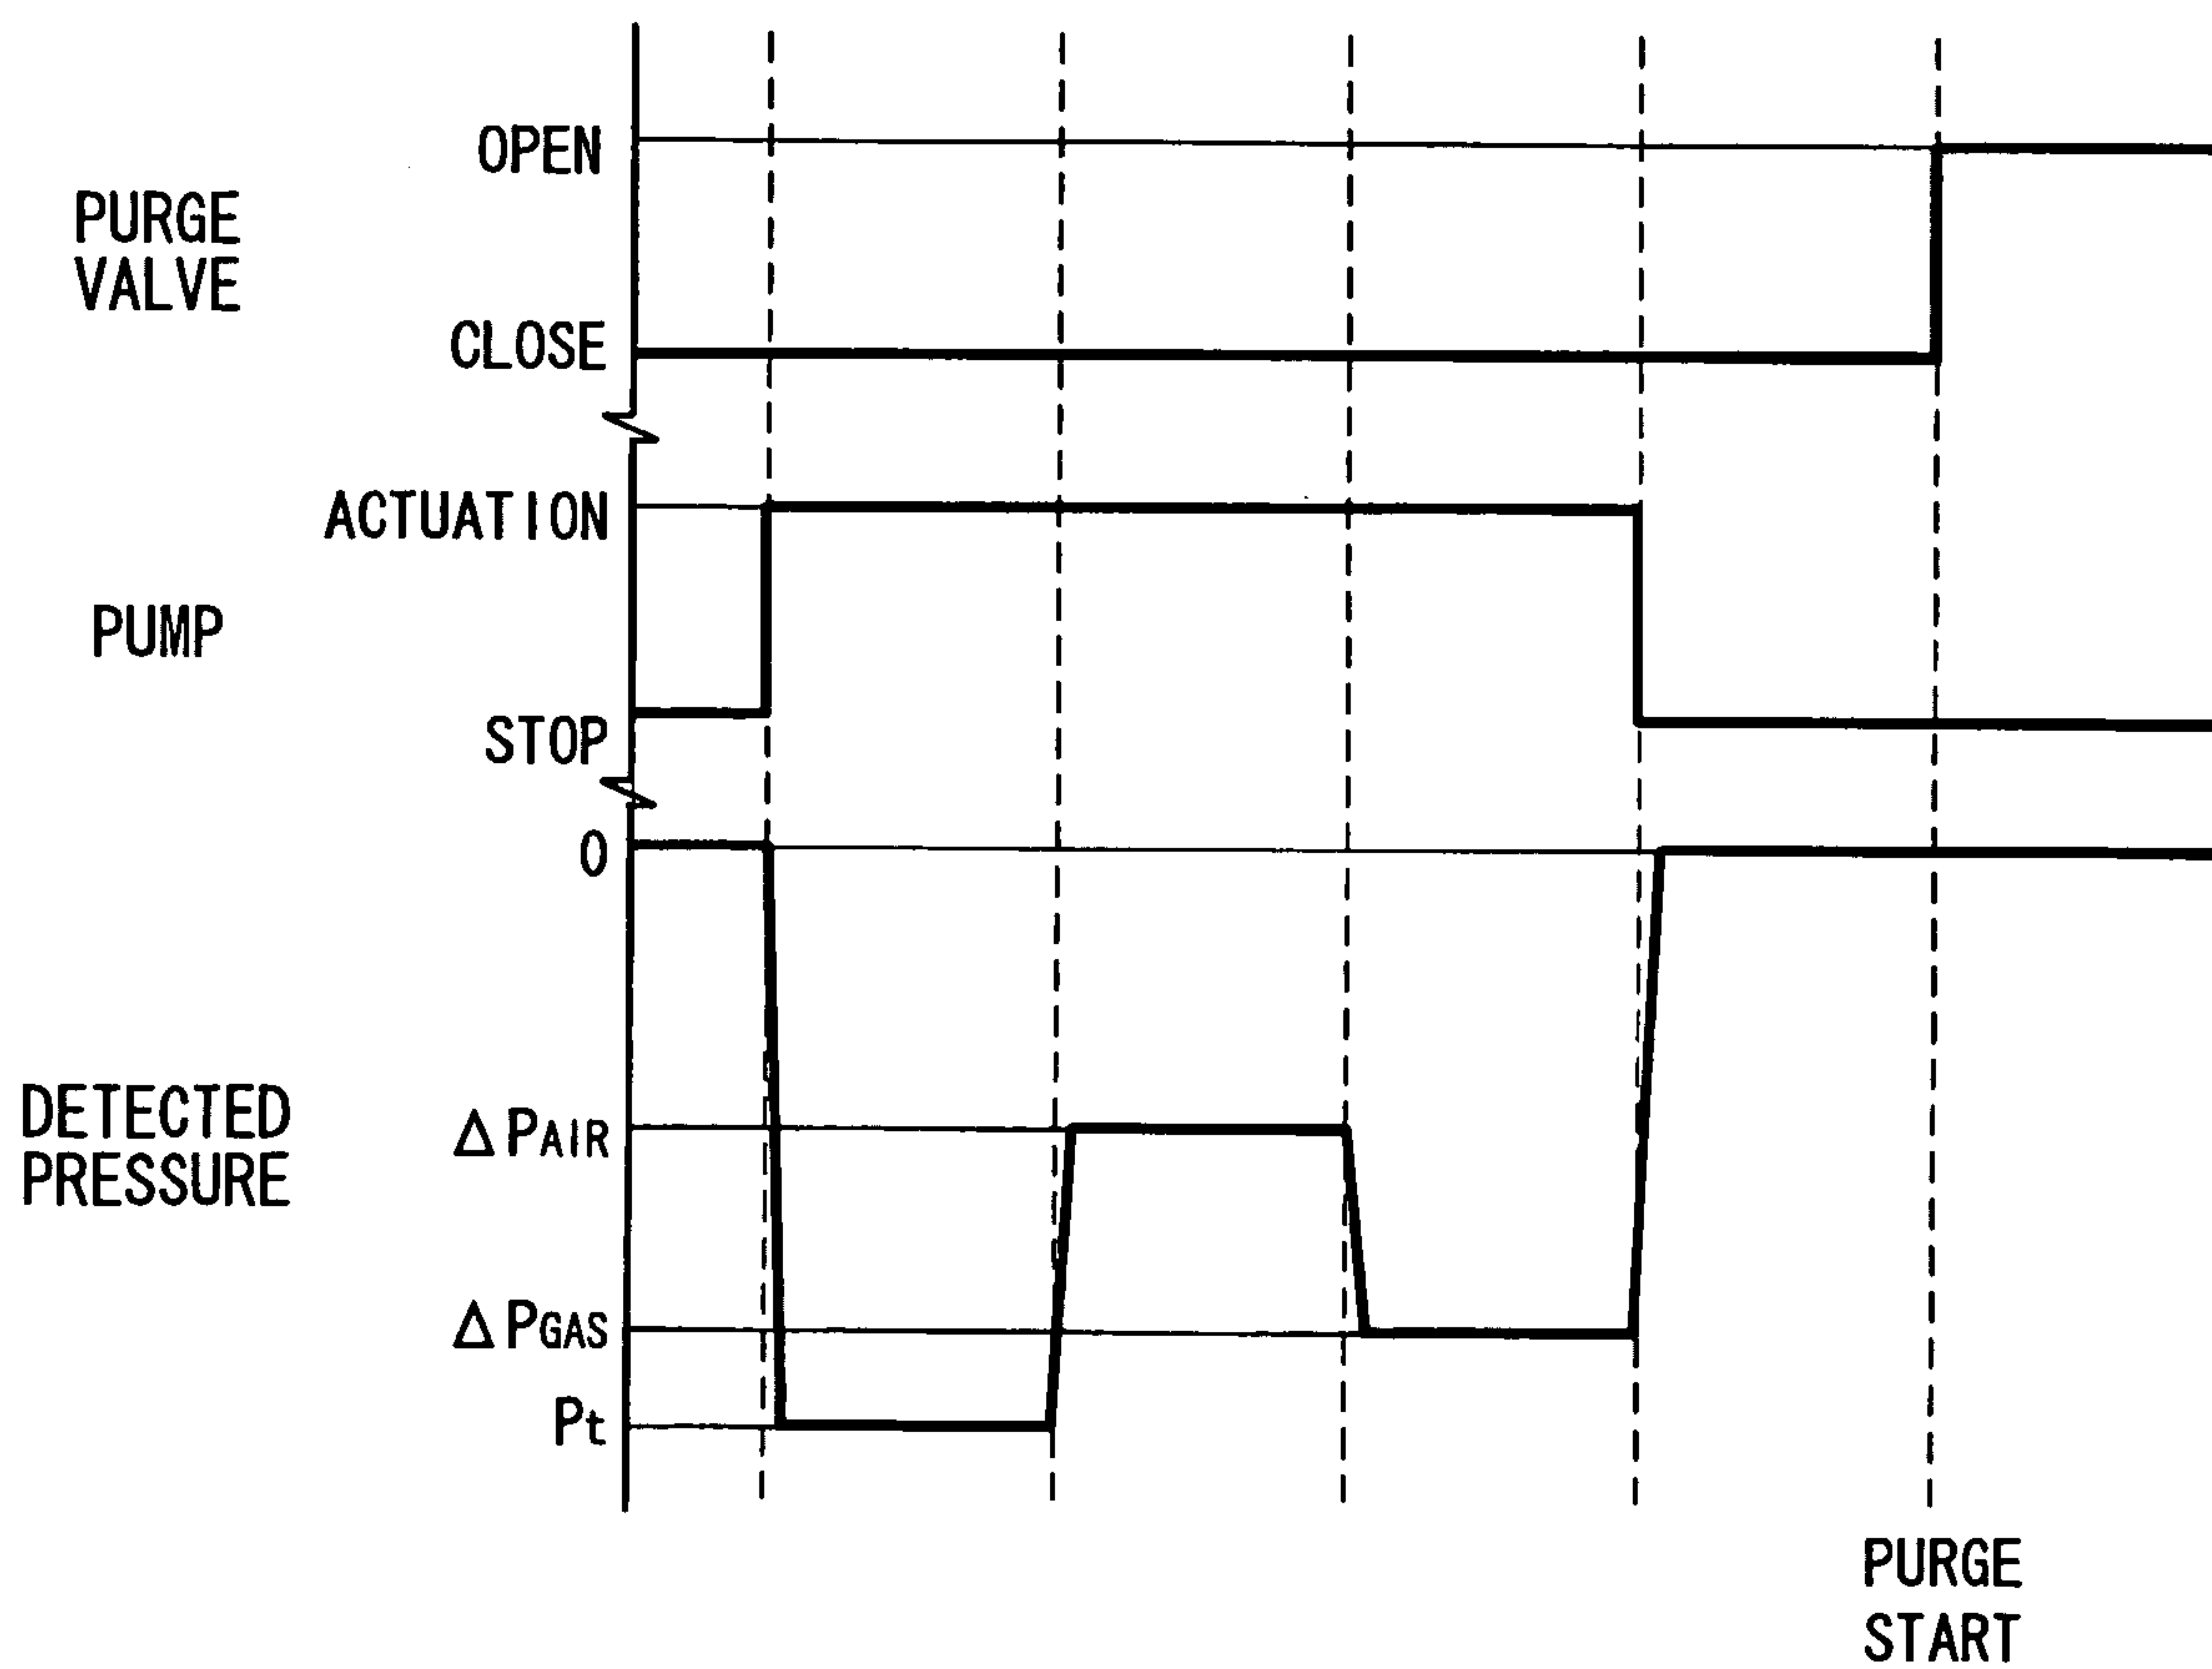 OPEN
PURGE
VALVE
CLOSE
ACTUATION
PUMP
STOP
0
DETECTED
PRESSURE
ΔPAIR
ΔPGAS
Pt
PURGE
START